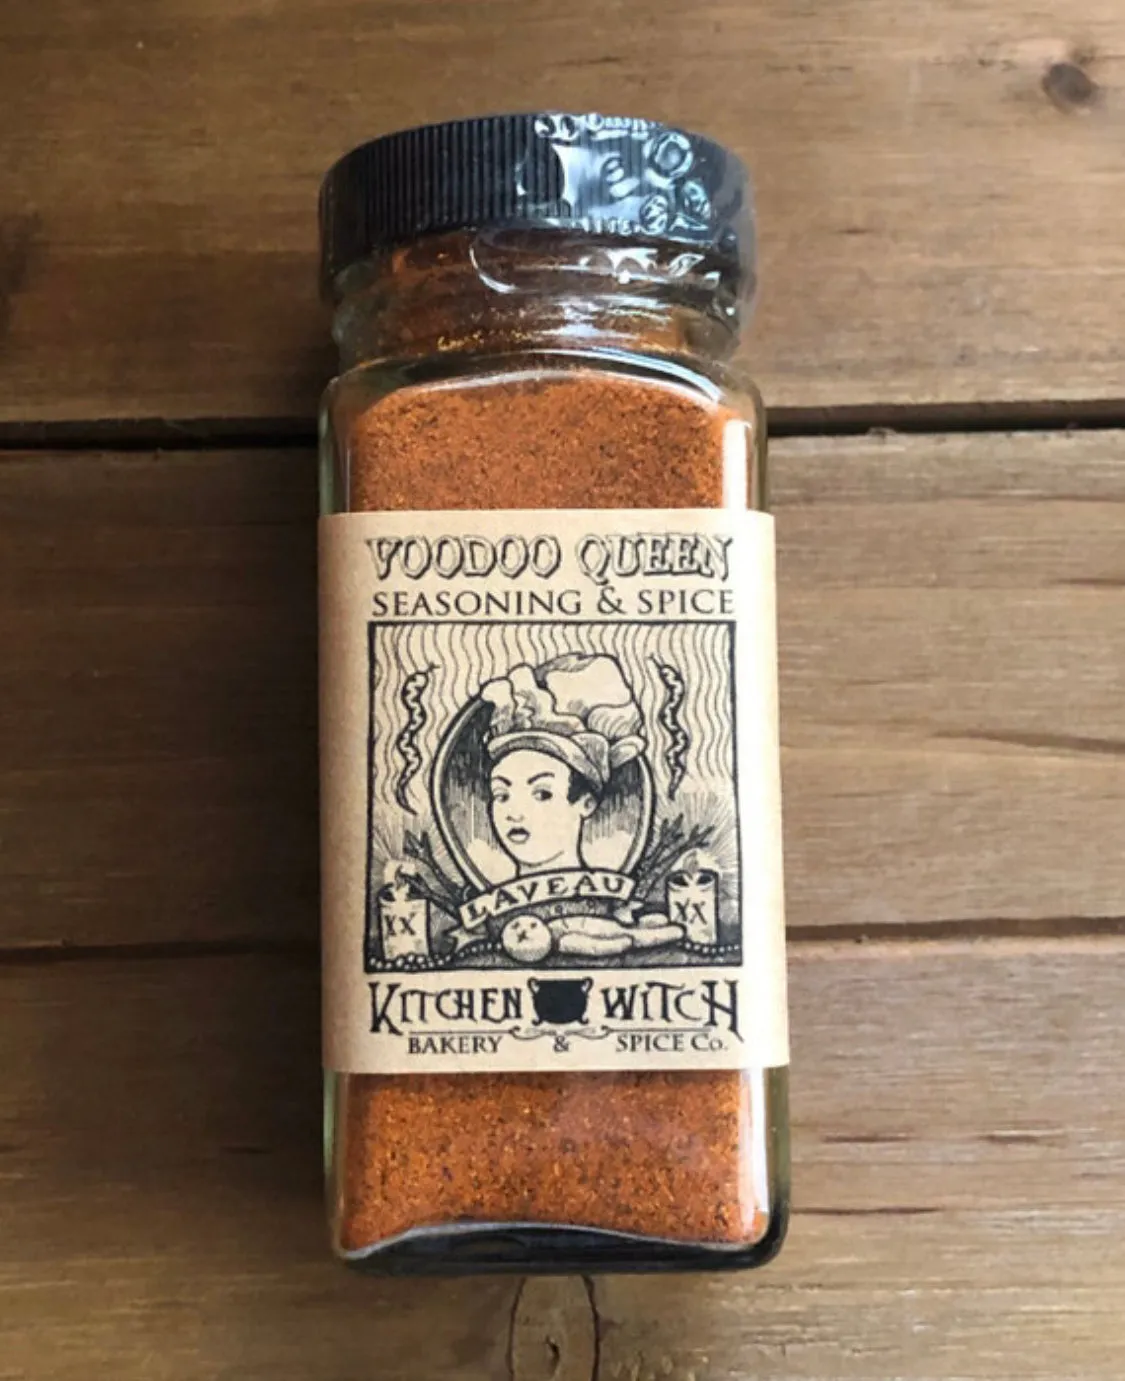 VOODOO QUEEN
SEASONING & SPICE
LAVEAU
XX
XX
KITCHEN WITCH
BAKERY & SPICE Co.